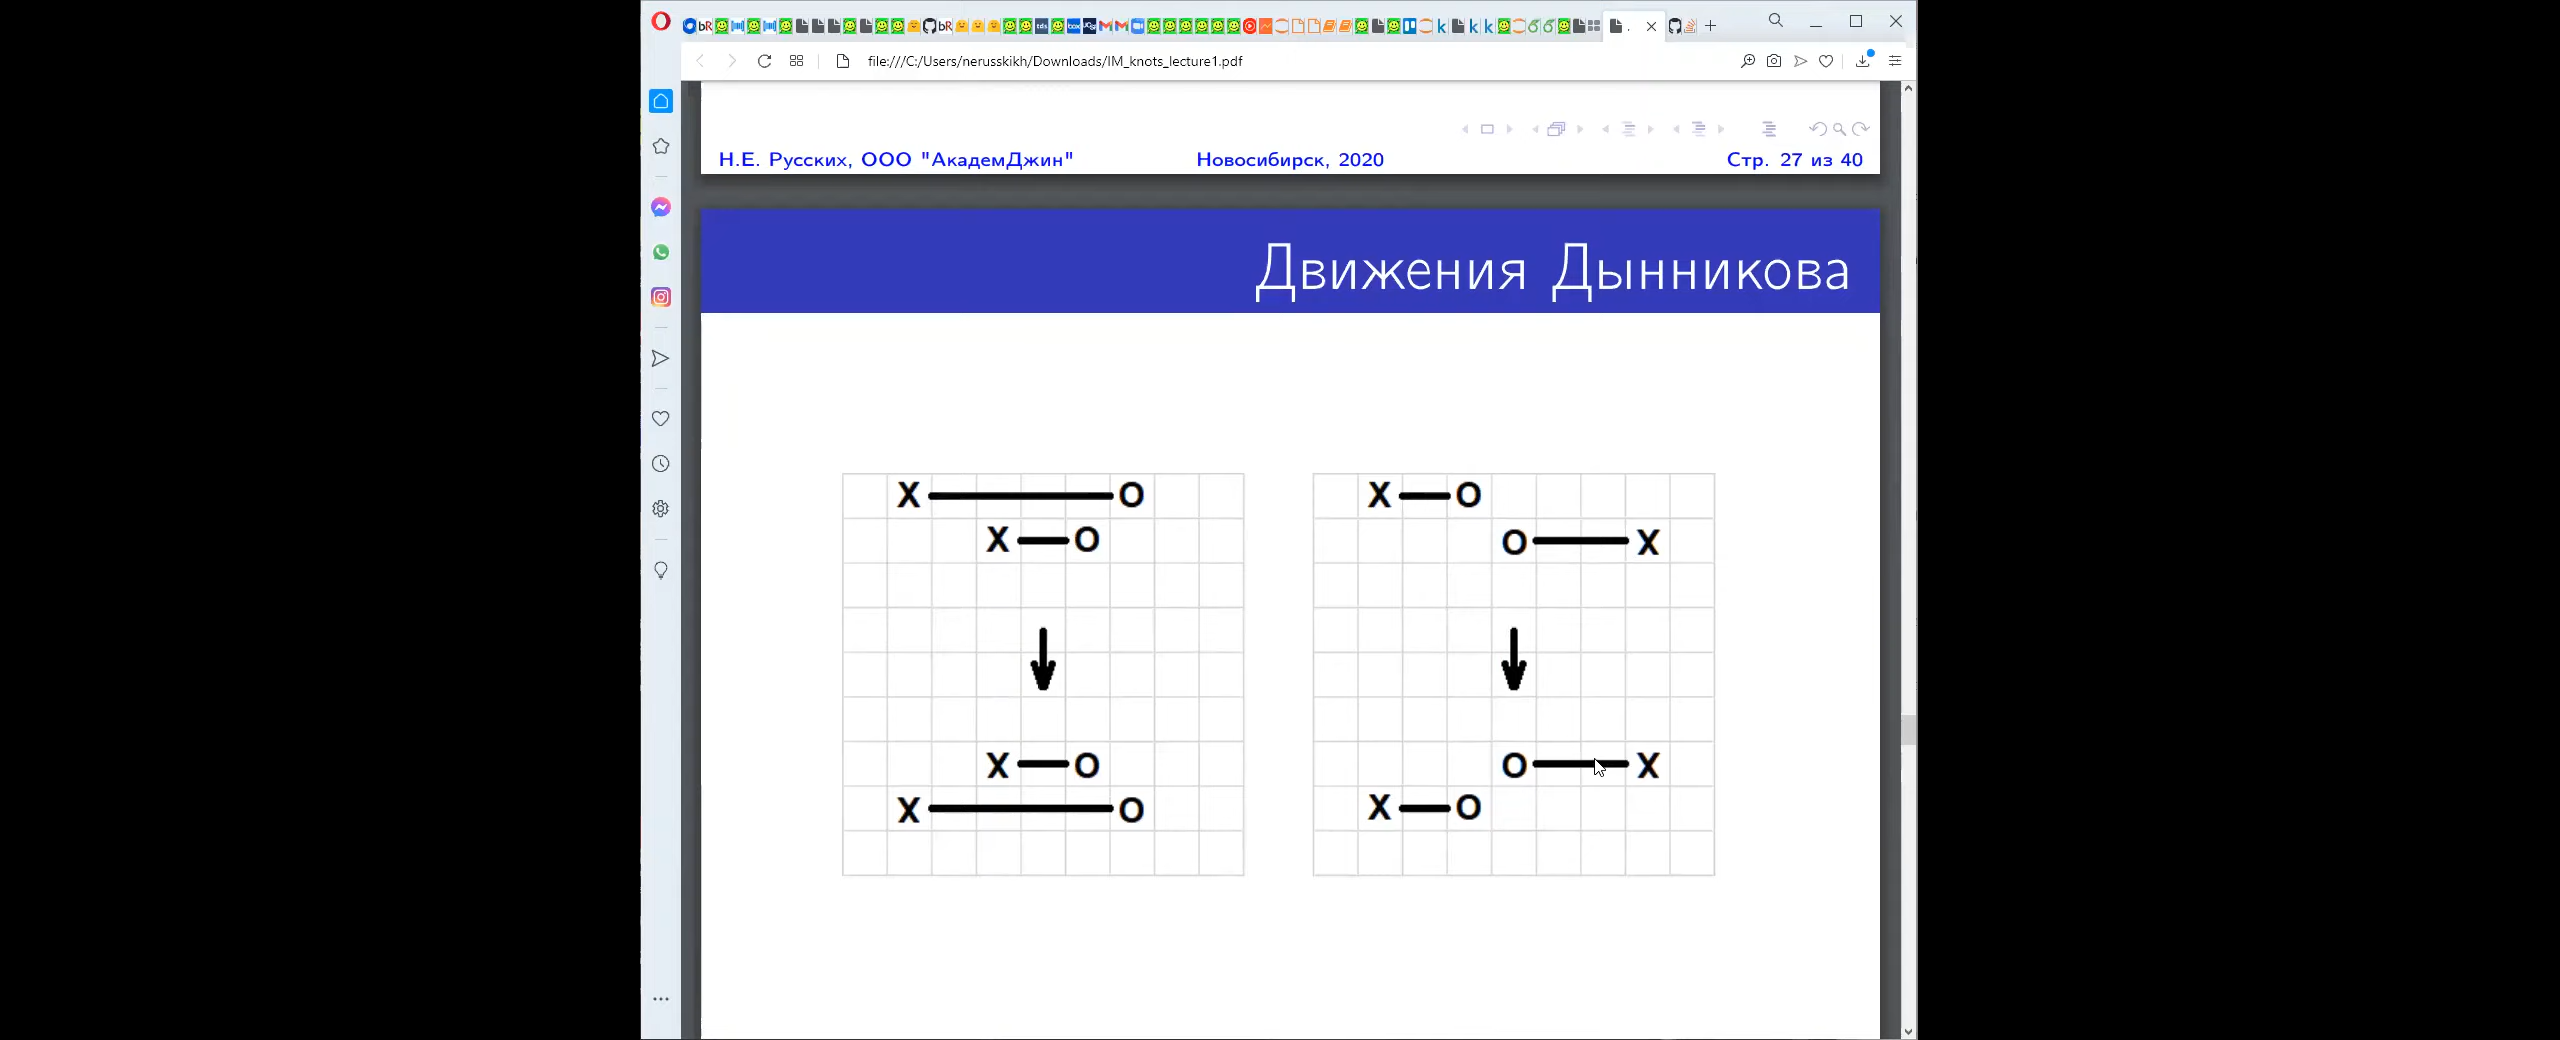 file:///C:/Users/nerusskikh/Downloads/IM_knots_lecture1.pdf
Н.Е. Русских, ООО "АкадемДжин" Новосибирск, 2020 Стр. 27 из 40
Движения Дынникова
X O X O
X O O X
X O O X
X O X O